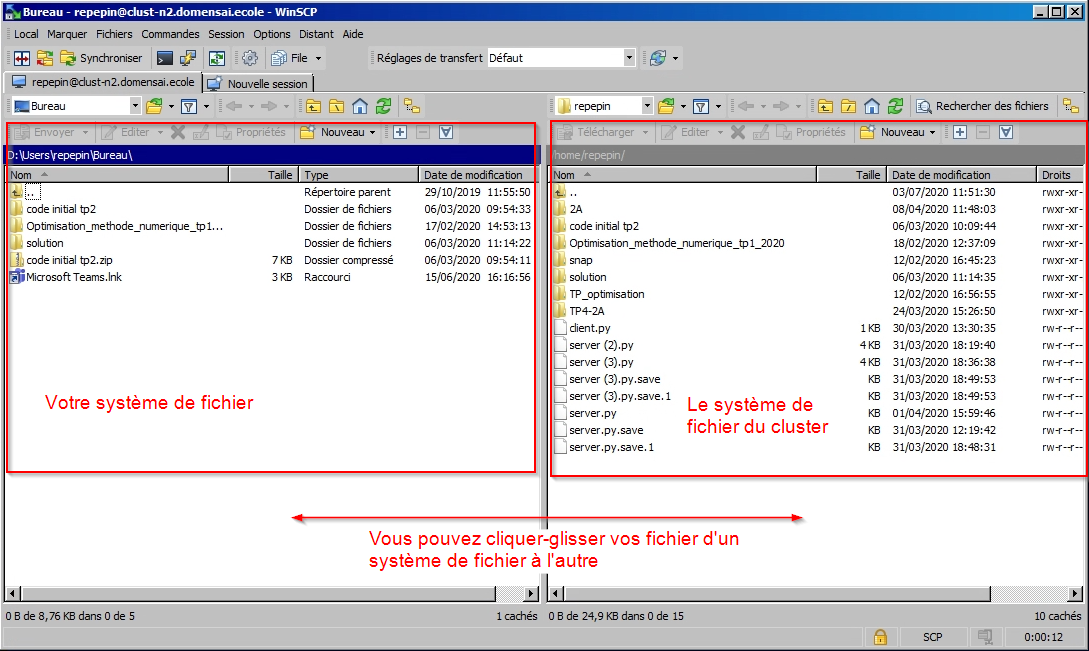 Bureau - repepin@clust-n2.domensai.ecole - WinSCP
Local Marquer Fichiers Commandes Session Options Distant Aide
Synchroniser File Réglages de transfert Défaut
repepin@clust-n2.domensai.ecole Nouvelle session
Bureau
repepin Rechercher des fichiers
Envoyer Editer Propriétés Nouveau
D:\Users\repepin\Bureau\
Nom Taille Type Date de modification
.. Répertoire parent 29/10/2019 11:55:50
code initial tp2 Dossier de fichiers 06/03/2020 09:54:33
Optimisation_methode_numerique_tp1... Dossier de fichiers 17/02/2020 14:53:13
solution Dossier de fichiers 06/03/2020 11:14:22
code initial tp2.zip 7 KB Dossier compressé 06/03/2020 09:54:11
Microsoft Teams.lnk 3 KB Raccourci 15/06/2020 16:16:56
Votre système de fichier
Télécharger Editer Propriétés Nouveau
/home/repepin/
Nom Taille Date de modification Droits
.. 03/07/2020 11:51:30 rwxr-xr-
2A 08/04/2020 11:48:03 rwxr-xr-
code initial tp2 06/03/2020 10:09:44 rwxr-xr-
Optimisation_methode_numerique_tp1_2020 18/02/2020 12:37:09 rwxr-xr-
snap 12/02/2020 16:45:23 rwxr-xr-
solution 06/03/2020 11:14:35 rwxr-xr-
TP_optimisation 12/02/2020 16:56:55 rwxr-xr-
TP4-2A 24/03/2020 15:26:50 rwxr-xr-
client.py 1 KB 30/03/2020 13:30:35 rw-r--r--
server (2).py 4 KB 31/03/2020 18:19:40 rw-r--r--
server (3).py 4 KB 31/03/2020 18:36:38 rw-r--r--
server (3).py.save KB 31/03/2020 18:49:53 rw-r--r--
server (3).py.save.1 KB 31/03/2020 18:49:53 rw-r--r--
server.py KB 01/04/2020 15:59:46 rw-r--r--
server.py.save KB 31/03/2020 12:19:42 rw-r--r--
server.py.save.1 KB 31/03/2020 18:48:31 rw-r--r--
Le système de
fichier du cluster
Vous pouvez cliquer-glisser vos fichier d'un
système de fichier à l'autre
0 B de 8,76 KB dans 0 de 5 1 cachés
0 B de 24,9 KB dans 0 de 15 10 cachés
SCP 0:00:12